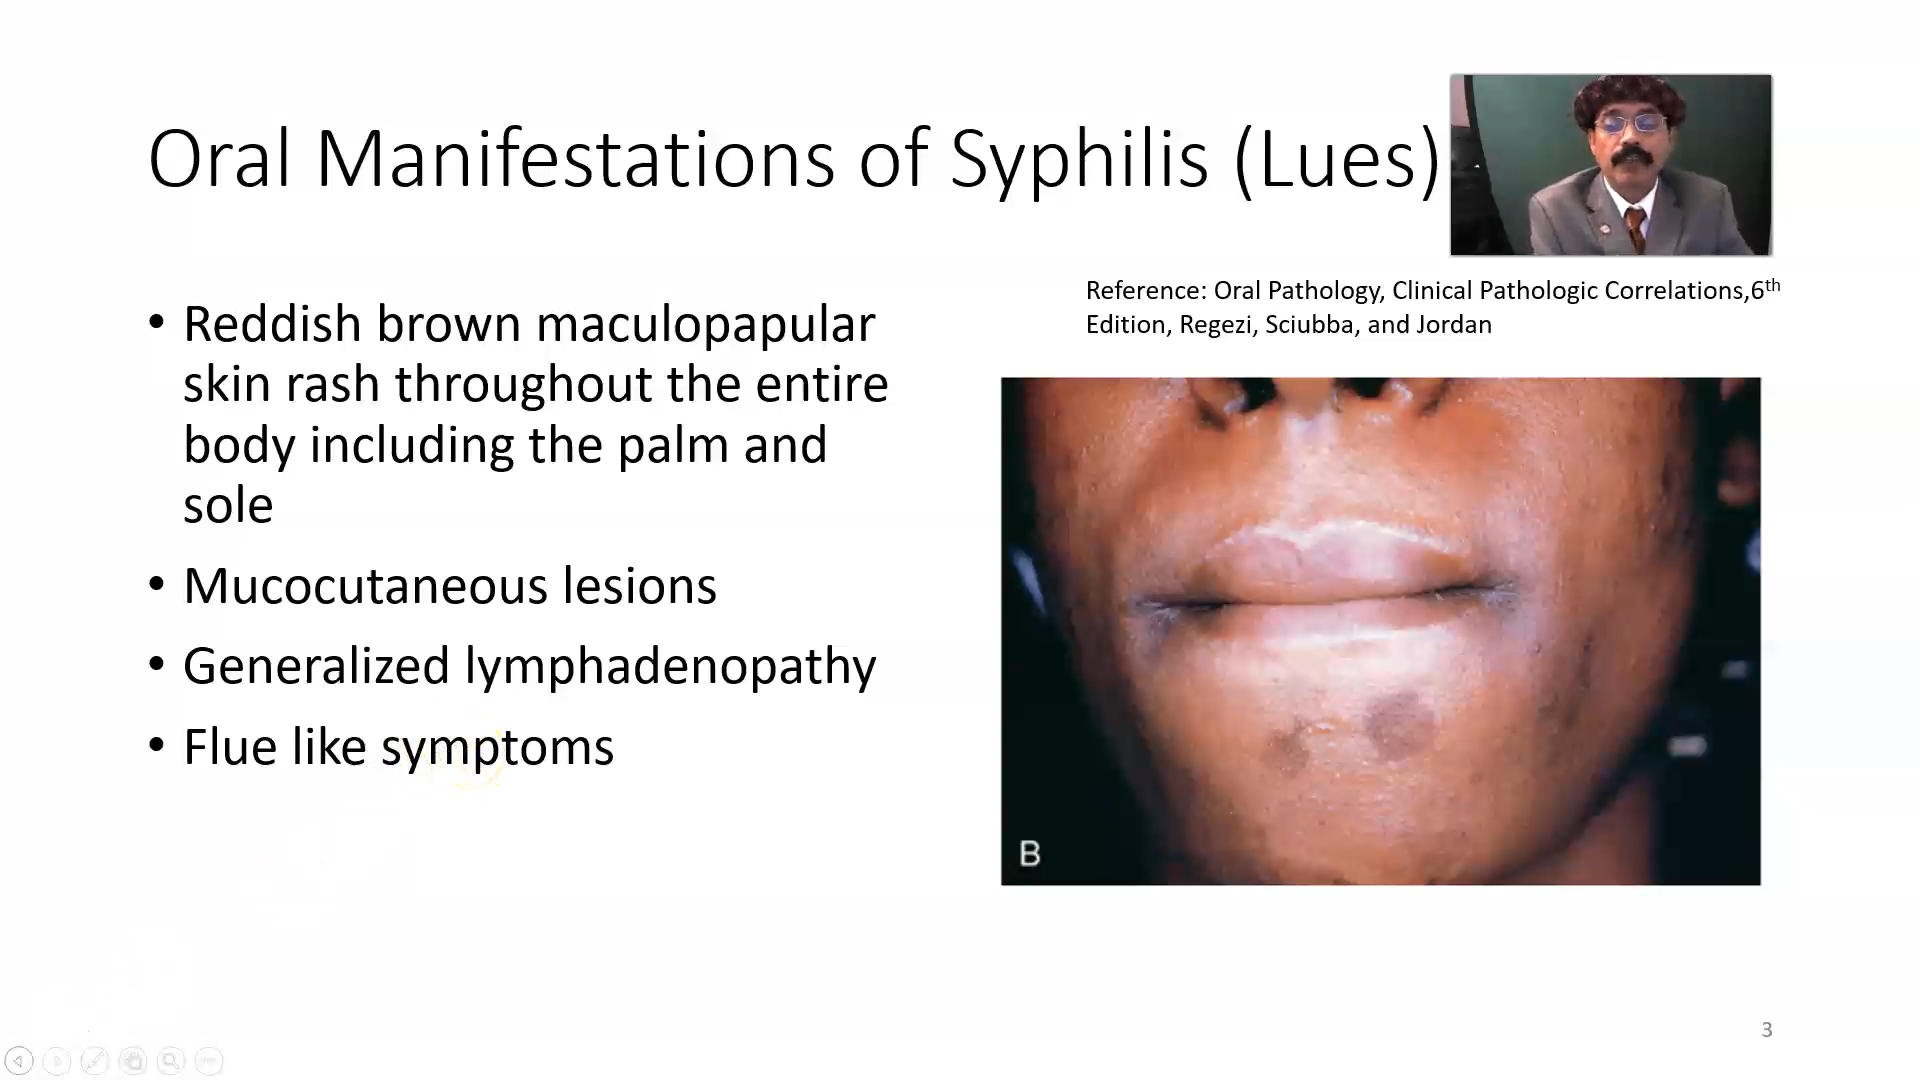 Oral Manifestations of Syphilis (Lues)
Reference: Oral Pathology, Clinical Pathologic Correlations,6th
Edition, Regezi, Sciubba, and Jordan
• Reddish brown maculopapular
skin rash throughout the entire
body including the palm and
sole
• Mucocutaneous lesions
• Generalized lymphadenopathy
• Flue like symptoms
B
3